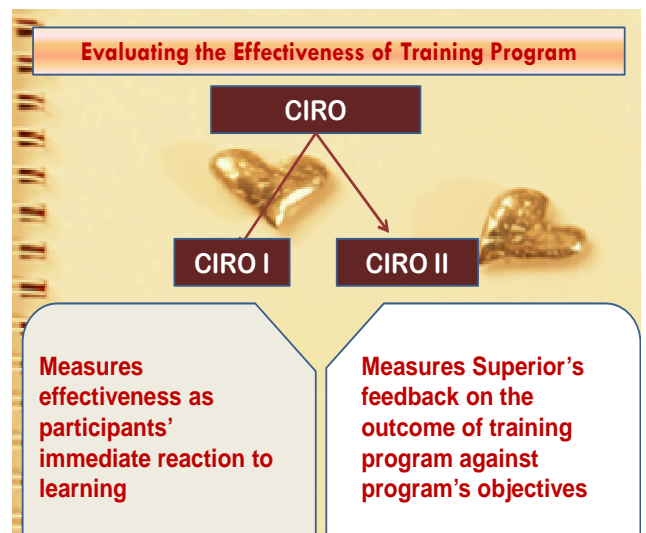 Evaluating the Effectiveness of Training Program
CIRO
CIRO I
CIRO II
Measures
effectiveness as
participants’
immediate reaction to
learning
Measures Superior’s
feedback on the
outcome of training
program against
program’s objectives